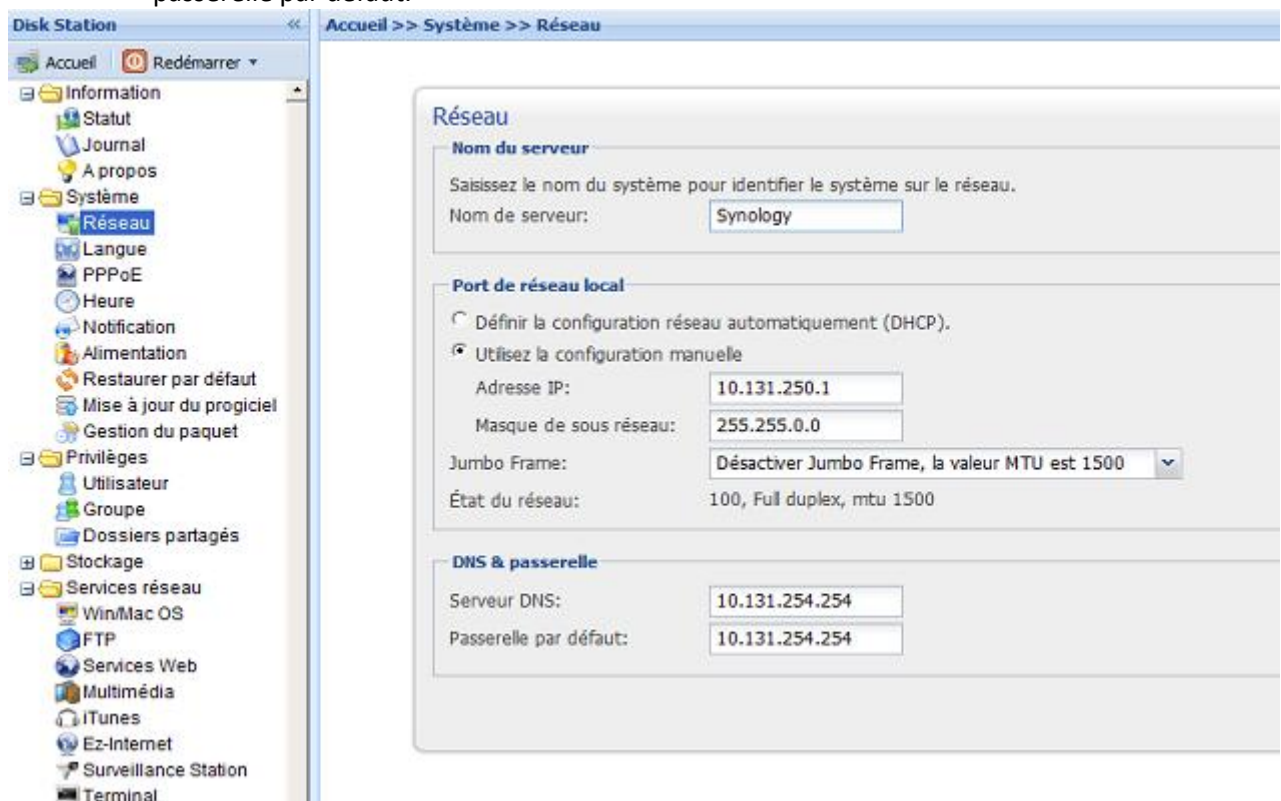 passerelle par défaut.
Disk Station «
Accueil Redémarrer
Information
Statut
Journal
A propos
Système
Réseau
Langue
PPPoE
Heure
Notification
Alimentation
Restaurer par défaut
Mise à jour du progiciel
Gestion du paquet
Privilèges
Utilisateur
Groupe
Dossiers partagés
Stockage
Services réseau
Win/Mac OS
FTP
Services Web
Multimédia
iTunes
Ez-Internet
Surveillance Station
Terminal
Accueil >> Système >> Réseau
Réseau
Nom du serveur
Saisissez le nom du système pour identifier le système sur le réseau.
Nom de serveur: Synology
Port de réseau local
Définir la configuration réseau automatiquement (DHCP).
Utilisez la configuration manuelle
Adresse IP: 10.131.250.1
Masque de sous réseau: 255.255.0.0
Jumbo Frame: Désactiver Jumbo Frame, la valeur MTU est 1500
État du réseau: 100, Full duplex, mtu 1500
DNS & passerelle
Serveur DNS: 10.131.254.254
Passerelle par défaut: 10.131.254.254